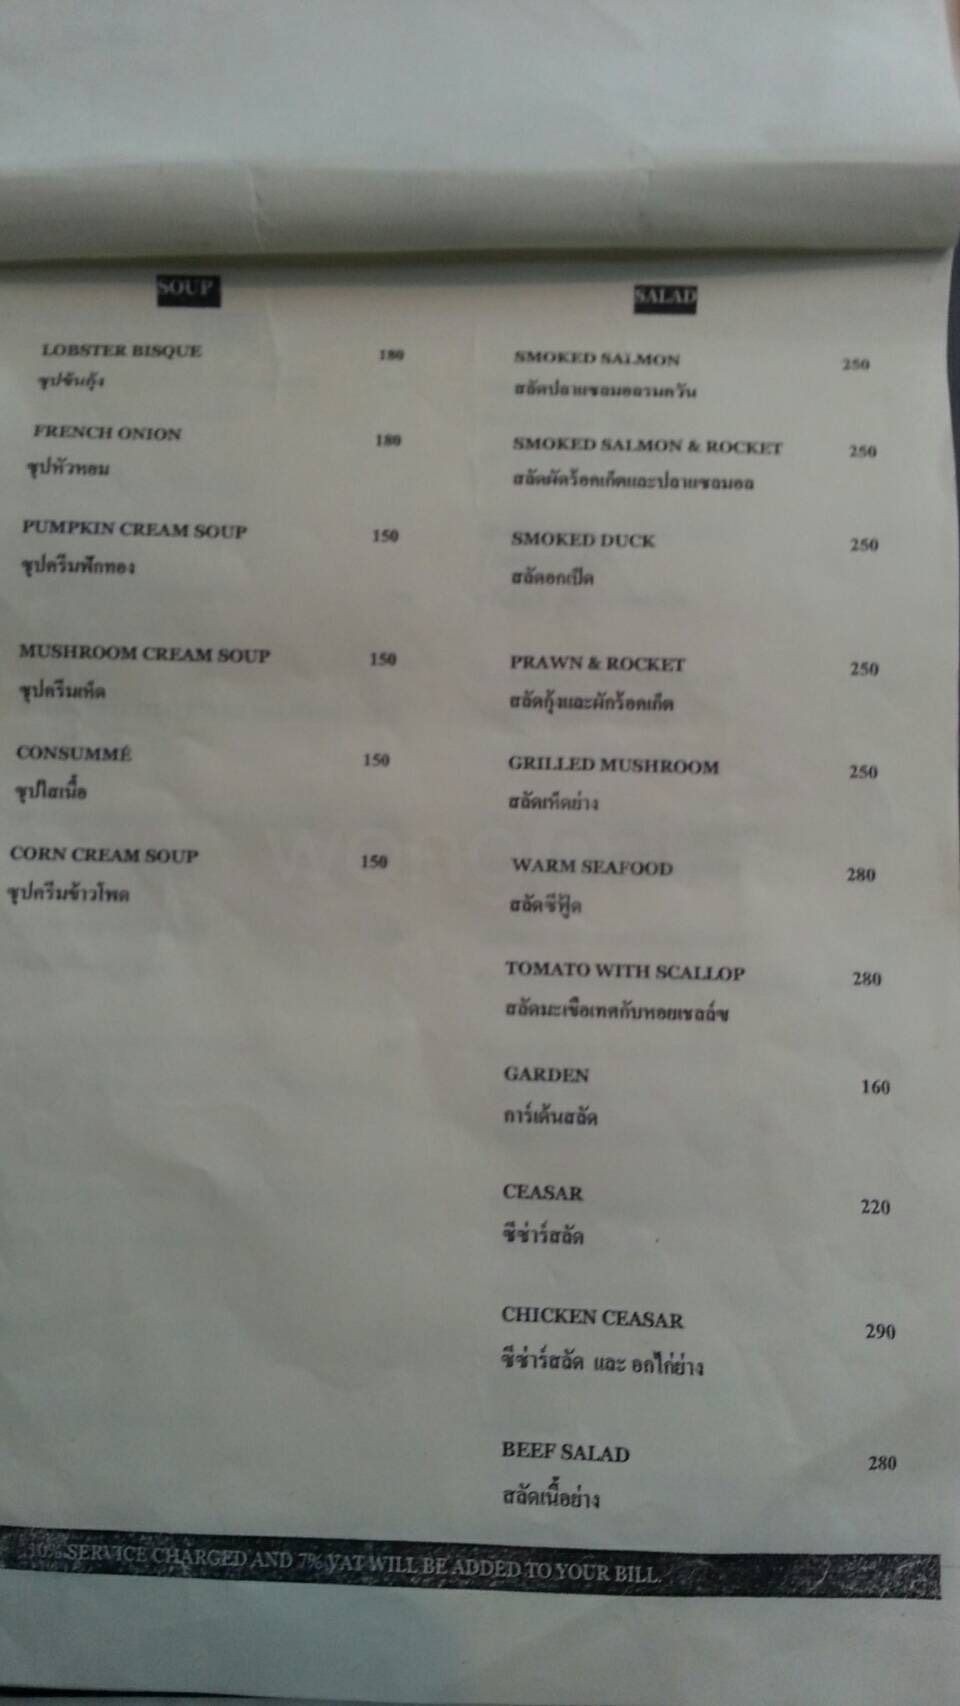 SOUP
LOBSTER BISQUE 180
ซุปข้นกุ้ง
FRENCH ONION 180
ซุปหัวหอม
PUMPKIN CREAM SOUP 150
ซุปครีมฟักทอง
MUSHROOM CREAM SOUP 150
ซุปครีมเห็ด
CONSUMMÉ 150
ซุปใสเนื้อ
CORN CREAM SOUP 150
ซุปครีมข้าวโพด
SALAD
SMOKED SALMON 250
สลัดปลาแซลมอลรมควัน
SMOKED SALMON & ROCKET 250
สลัดผัดร้อคเก็ตและปลาแซลมอล
SMOKED DUCK 250
สลัดอกเป็ด
PRAWN & ROCKET 250
สลัดกุ้งและผักร้อคเก็ต
GRILLED MUSHROOM 250
สลัดเห็ดย่าง
WARM SEAFOOD 280
สลัดซีฟู้ด
TOMATO WITH SCALLOP 280
สลัดมะเขือเทศกับหอยเชลล์ซ
GARDEN 160
การ์เด้นสลัด
CEASAR 220
ซีซ่าร์สลัด
CHICKEN CEASAR 290
ซีซ่าร์สลัด และ อกไก่ย่าง
BEEF SALAD 280
สลัดเนื้อย่าง
10% SERVICE CHARGED AND 7% VAT WILL BE ADDED TO YOUR BILL.